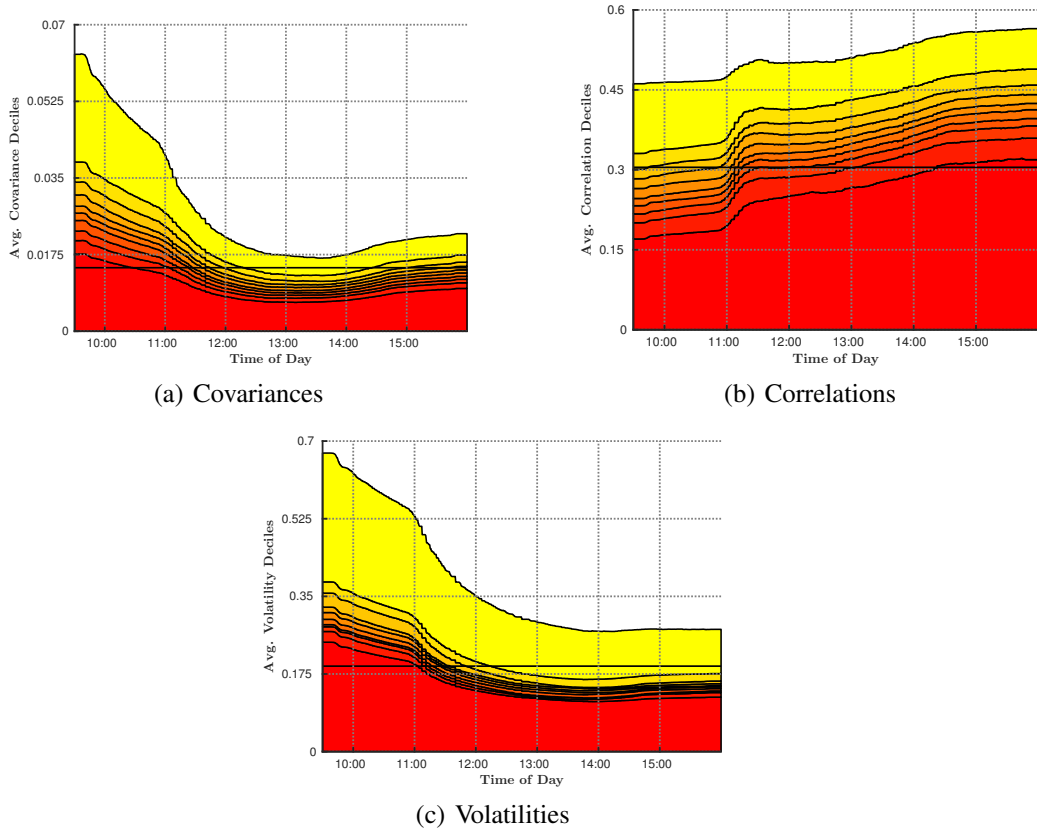 0.07
0.0525
0.035
0.0175
0
Avg. Covariance Deciles
10:00 11:00 12:00 13:00 14:00 15:00
Time of Day
(a) Covariances
0.6
0.45
0.3
0.15
0
Avg. Correlation Deciles
10:00 11:00 12:00 13:00 14:00 15:00
Time of Day
(b) Correlations
0.7
0.525
0.35
0.175
0
Avg. Volatility Deciles
10:00 11:00 12:00 13:00 14:00 15:00
Time of Day
(c) Volatilities